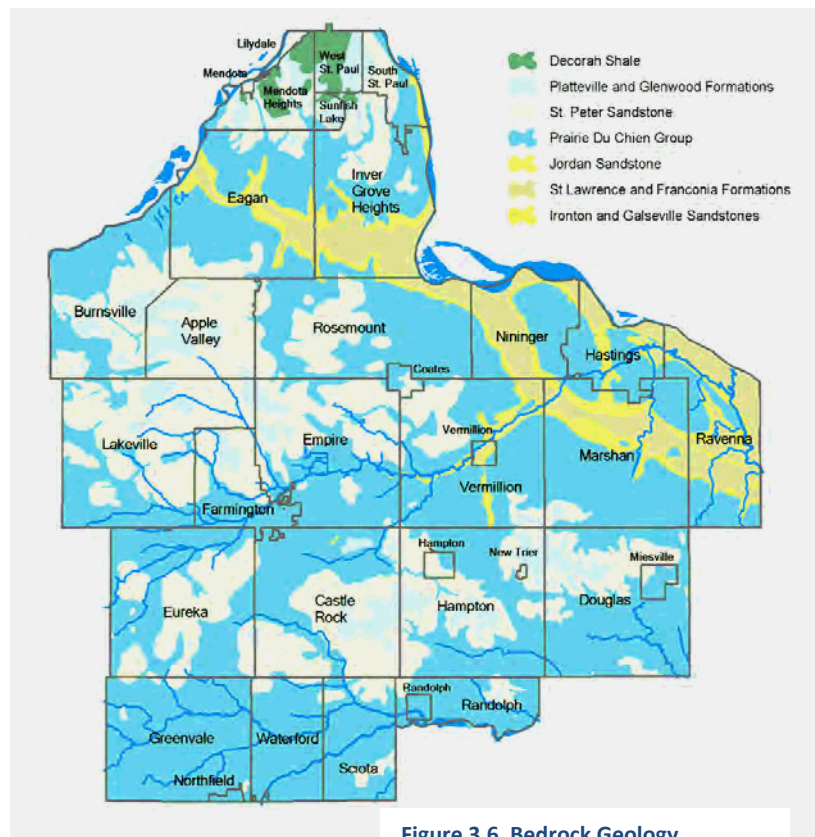 Lilydale
Mendota
West
St. Paul
South
St. Paul
Mendota
Heights
Sunfish
Lake
Decorah Shale
Platteville and Glenwood Formations
St. Peter Sandstone
Prairie Du Chien Group
Jordan Sandstone
St Lawrence and Franconia Formations
Ironton and Galseville Sandstones
Eagan
Inver
Grove
Heights
Burnsville
Apple
Valley
Rosemount
Nininger
Hastings
Coates
Lakeville
Empire
Vermillion
Marshan
Ravenna
Farmington
Vermillion
Hampton
New Trier
Miesville
Eureka
Castle
Rock
Hampton
Douglas
Randolph
Randolph
Greenvale
Waterford
Northfield
Sciota
Figure 3.6 Bedrock Geology